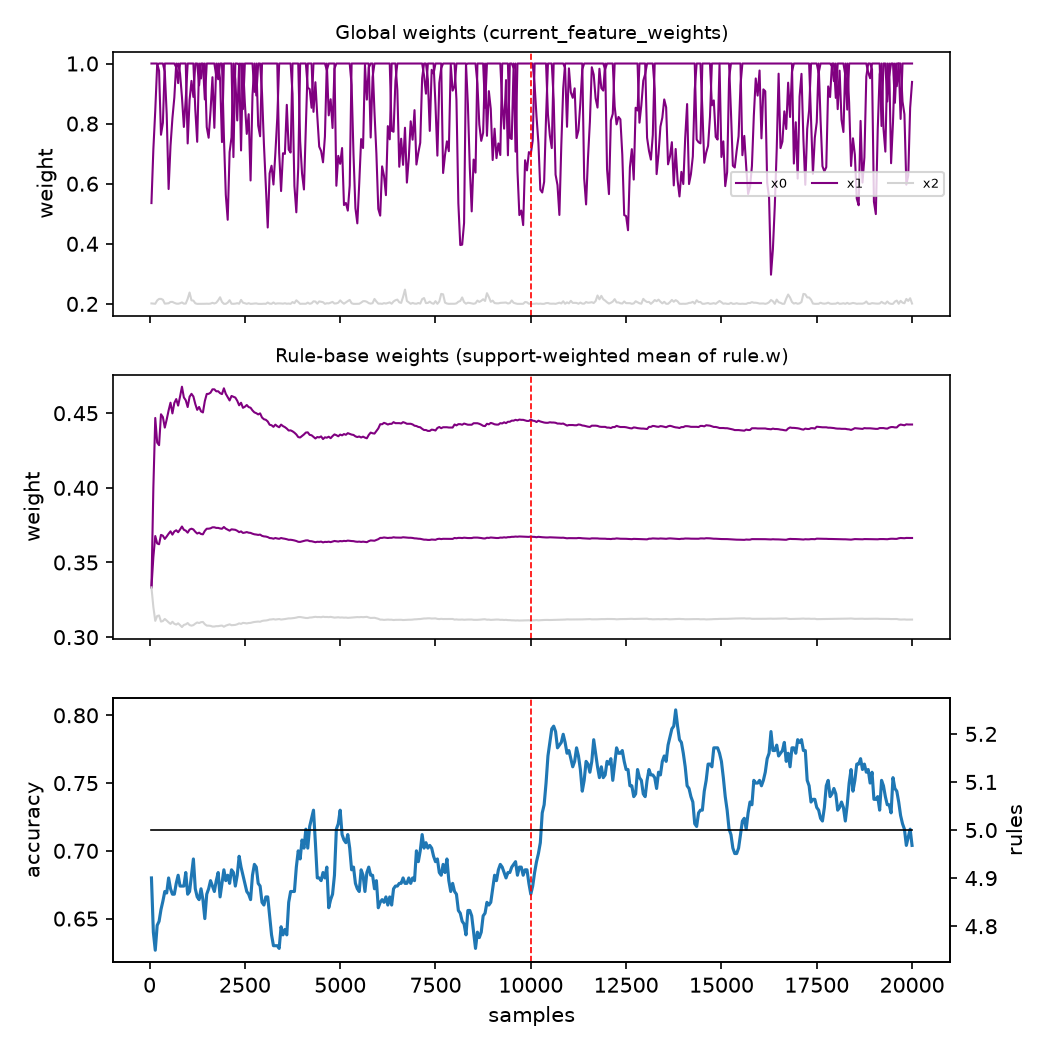 Global weights (current_feature_weights)
1.0
0.8
0.6
0.4
0.2
weight
x0 x1 x2
Rule-base weights (support-weighted mean of rule.w)
0.45
0.40
0.35
0.30
weight
0.80
0.75
0.70
0.65
accuracy
5.2
5.1
5.0
4.9
4.8
rules
0 2500 5000 7500 10000 12500 15000 17500 20000
samples